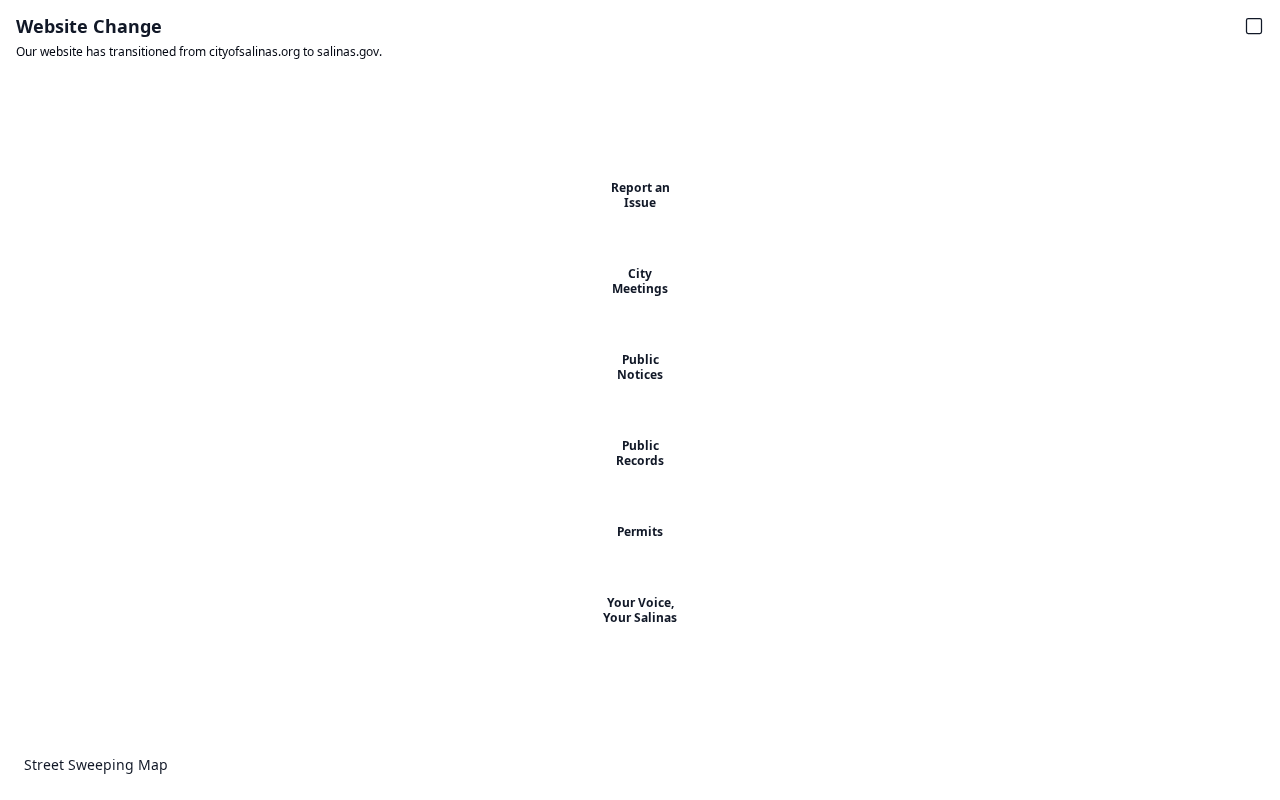 Website Change
Our website has transitioned from cityofsalinas.org to salinas.gov.
Report an
Issue
City
Meetings
Public
Notices
Public
Records
Permits
Your Voice,
Your Salinas
Street Sweeping Map